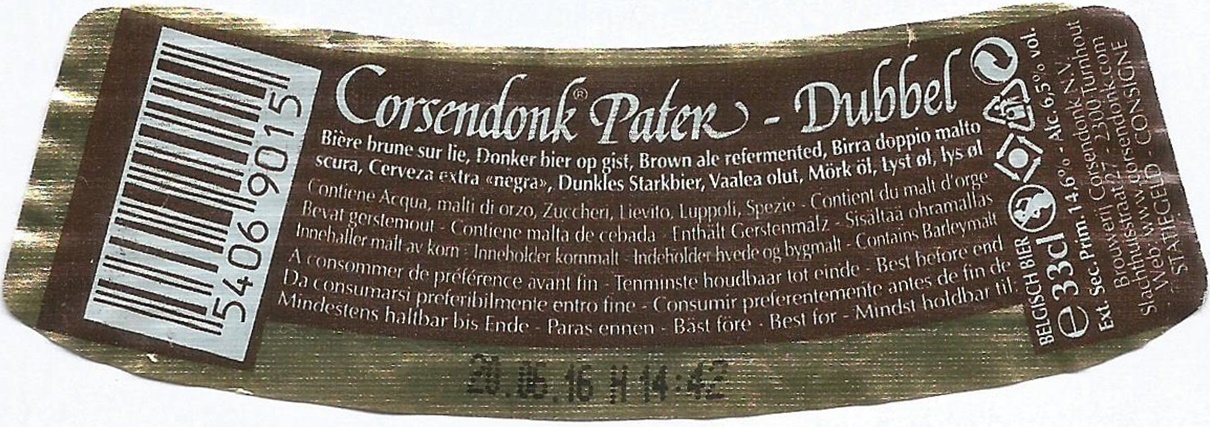 54069015
Corsendonk® Pater - Dubbel
Bière brune sur lie, Donker bier op gist, Brown ale refermented, Birra doppio malto
scura, Cerveza extra «negra», Dunkles Starkbier, Vaalea olut, Mörk öl, Lyst øl, lys øl
Contiene Acqua, malti di orzo, Zuccheri, Lievito, Luppoli, Spezie - Contient du malt d'orge
Bevat gerstemout - Contiene malta de cebada - Enthält Gerstenmalz - Sisältaä ohramallas
Innehaller malt av korn - Inneholder kornmalt - Indeholder hvede og bygmalt - Contains Barleymalt
A consommer de préférence avant fin - Tenminste houdbaar tot einde - Best before end
Da consumarsi preferibilmente entro fine - Consumir preferentemente antes de fin de
Mindestens haltbar bis Ende - Paras ennen - Bäst före - Best for - Mindst holdbar til:
BELGISCH BIER
e 33cl
Ext. Sec. Prim. 14.6% - Alc. 6,5% vol.
Brouwerij Corsendonk N.V.
Slachthuisstraat 27 - 2300 Turnhout
Web: www.corsendonk.com
STATIEGELD CONSIGNE
20.06.16 H 14:42